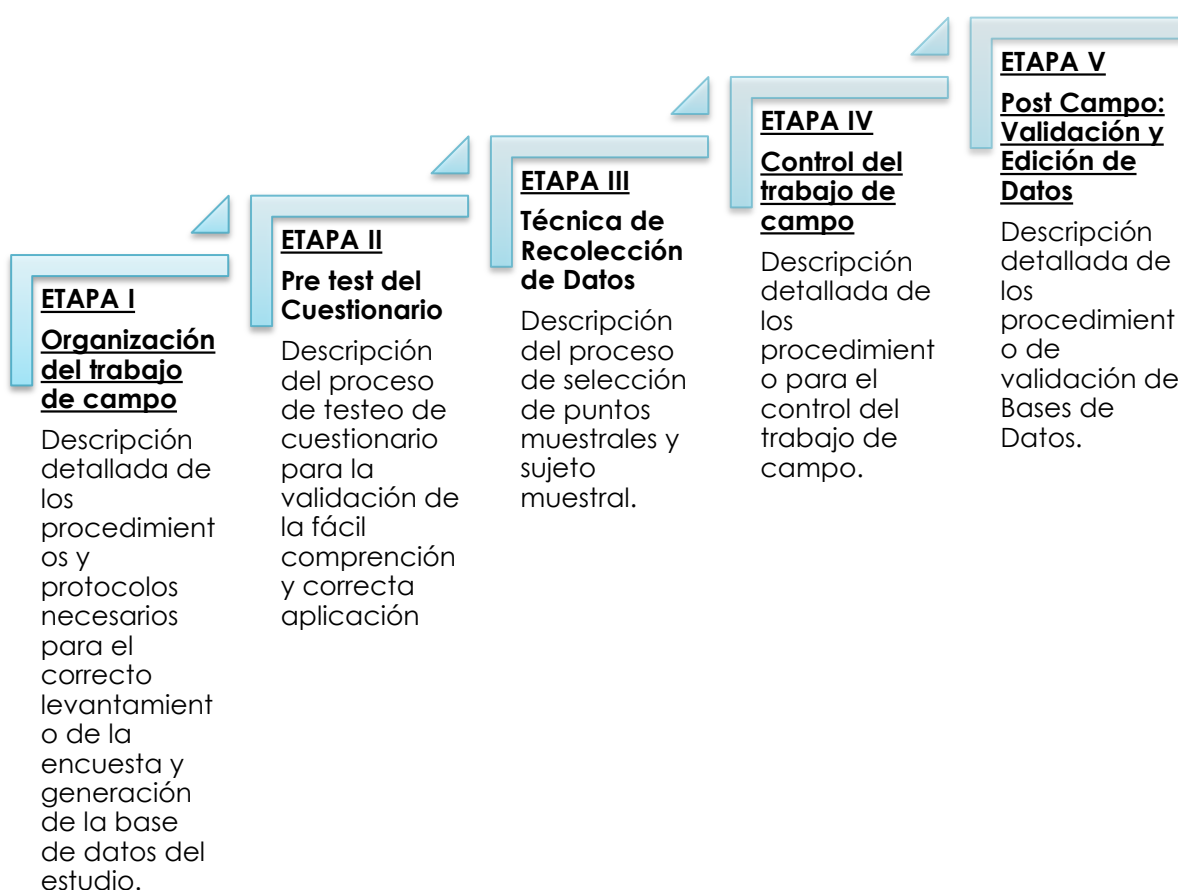 ETAPA I
Organización
del trabajo
de campo
Descripción
detallada de
los
procedimient
os y
protocolos
necesarios
para el
correcto
levantamient
o de la
encuesta y
generación
de la base
de datos del
estudio.
ETAPA II
Pre test del
Cuestionario
Descripción
del proceso
de testeo de
cuestionario
para la
validación de
la fácil
comprención
y correcta
aplicación
ETAPA III
Técnica de
Recolección
de Datos
Descripción
del proceso
de selección
de puntos
muestrales y
sujeto
muestral.
ETAPA IV
Control del
trabajo de
campo
Descripción
detallada de
los
procedimient
o para el
control del
trabajo de
campo.
ETAPA V
Post Campo:
Validación y
Edición de
Datos
Descripción
detallada de
los
procedimient
o de
validación de
Bases de
Datos.